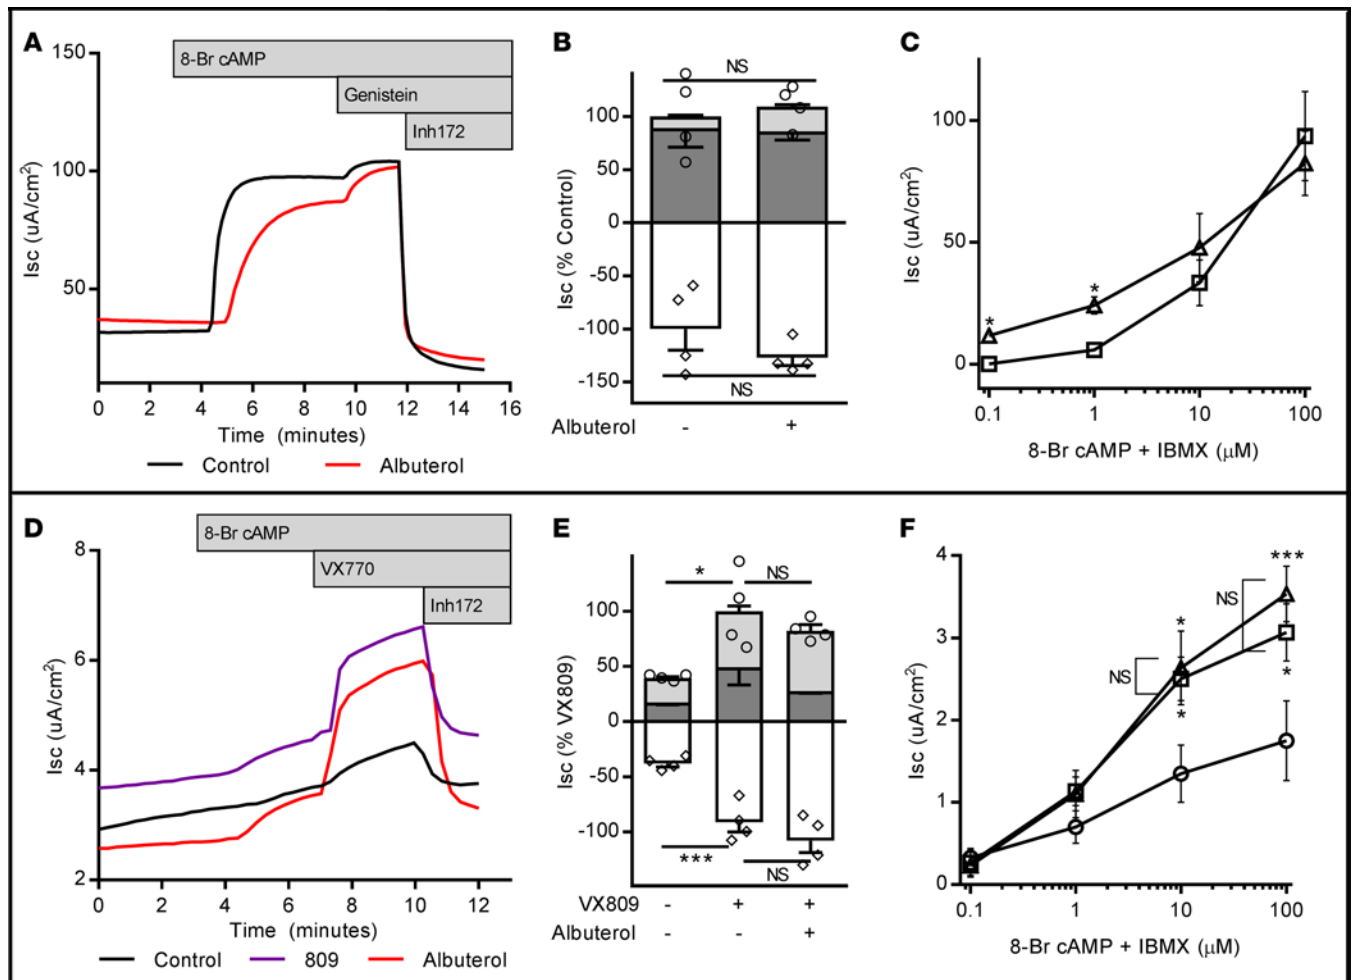 A
150
100
50
Isc (uA/cm²)
8-Br cAMP
Genistein
Inh172
0 2 4 6 8 10 12 14 16
Time (minutes)
Control Albuterol
B
NS
100
50
0
-50
-100
-150
Isc (% Control)
NS
Albuterol - +
C
100
50
0
Isc (uA/cm²)
* *
0.1 1 10 100
8-Br cAMP + IBMX (μM)
D
8
6
4
2
Isc (uA/cm²)
8-Br cAMP
VX770
Inh172
0 2 4 6 8 10 12
Time (minutes)
Control 809 Albuterol
E
* NS
100
50
0
-50
-100
Isc (% VX809)
*** NS
VX809 - + +
Albuterol - - +
F
4
3
2
1
0
Isc (uA/cm²)
***
NS
*
NS
*
*
0.1 1 10 100
8-Br cAMP + IBMX (μM)